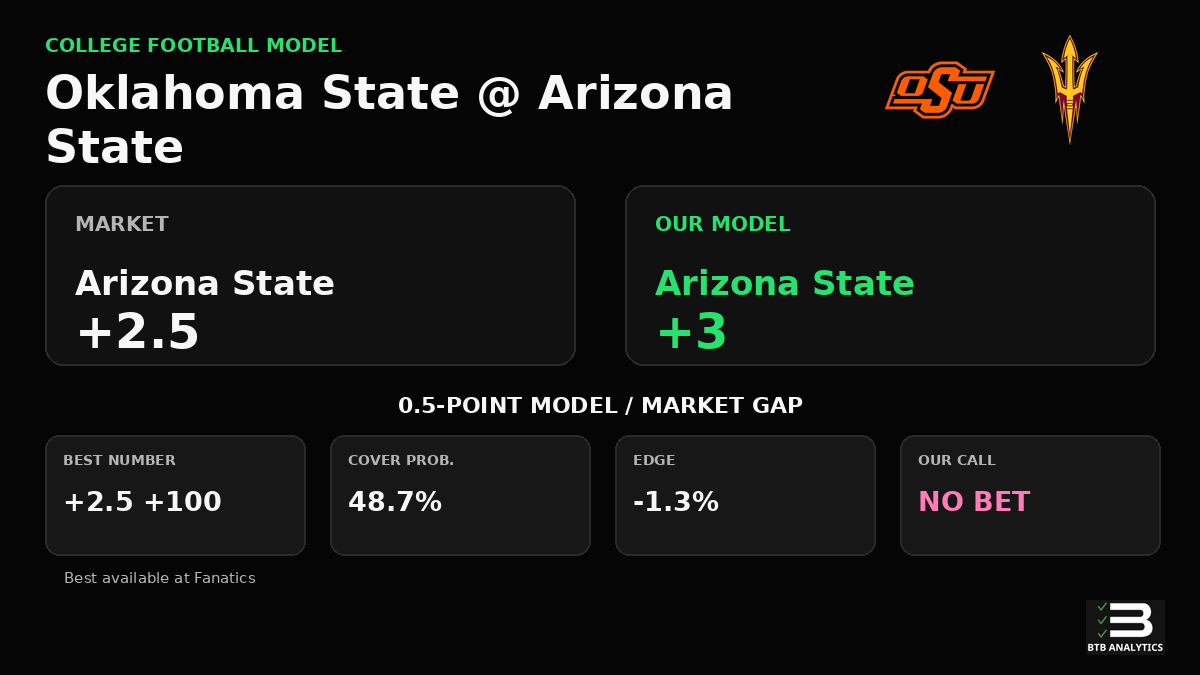 COLLEGE FOOTBALL MODEL
Oklahoma State @ Arizona
State
OSU
MARKET
Arizona State
+2.5
OUR MODEL
Arizona State
+3
0.5-POINT MODEL / MARKET GAP
BEST NUMBER
+2.5 +100
COVER PROB.
48.7%
EDGE
-1.3%
OUR CALL
NO BET
Best available at Fanatics
B
BTB ANALYTICS